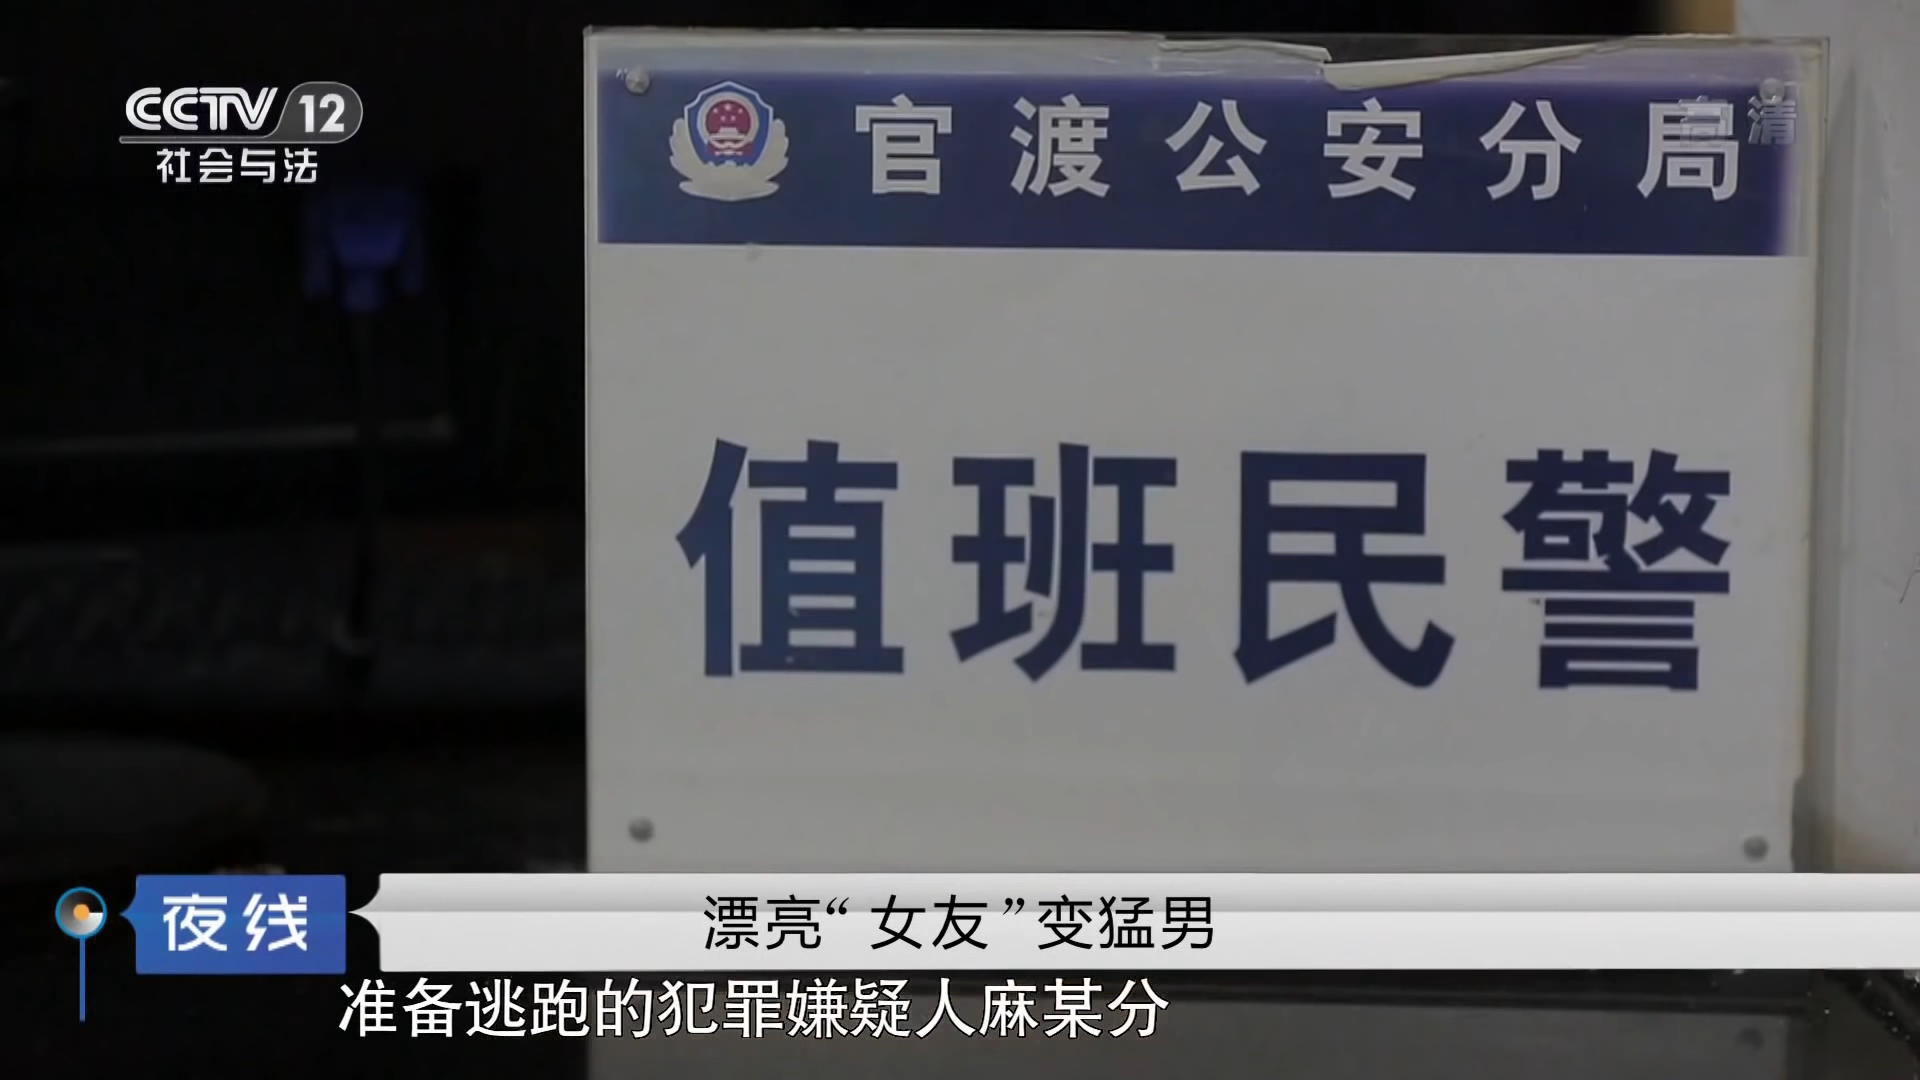 CCTV 12
社会与法
高清
官渡公安分局
值班民警
夜线
漂亮“女友”变猛男
准备逃跑的犯罪嫌疑人麻某分